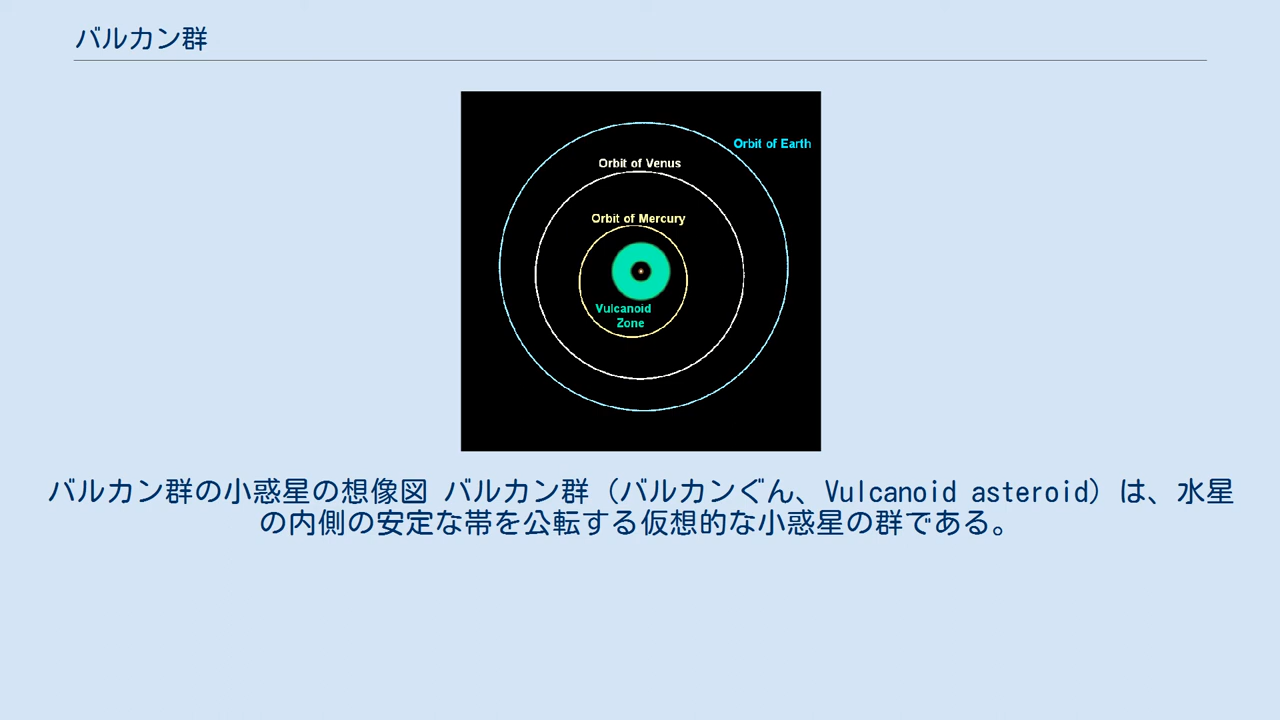 バルカン群
Orbit of Earth
Orbit of Venus
Orbit of Mercury
Vulcanoid
Zone
バルカン群の小惑星の想像図 バルカン群（バルカンぐん、Vulcanoid asteroid）は、水星
の内側の安定な帯を公転する仮想的な小惑星の群である。